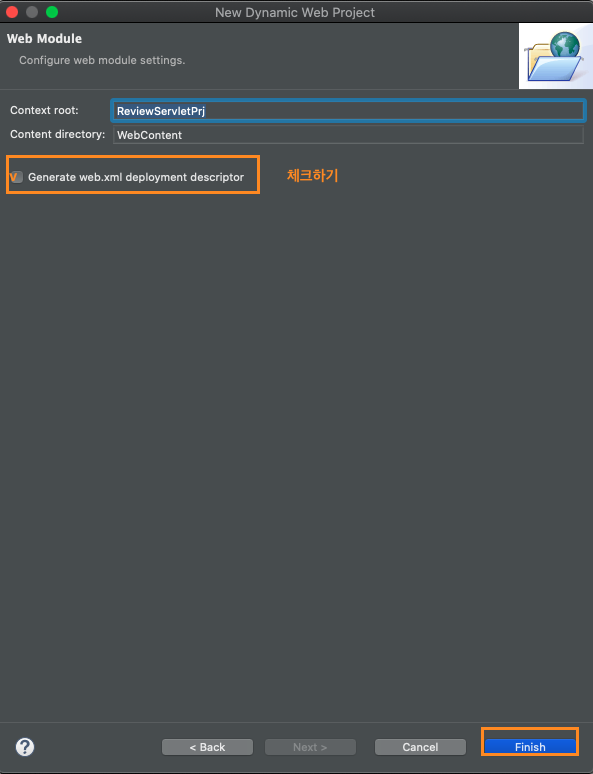 New Dynamic Web Project
Web Module
Configure web module settings.
Context root: ReviewServletPrj
Content directory: WebContent
V Generate web.xml deployment descriptor 체크하기
?
< Back Next > Cancel Finish